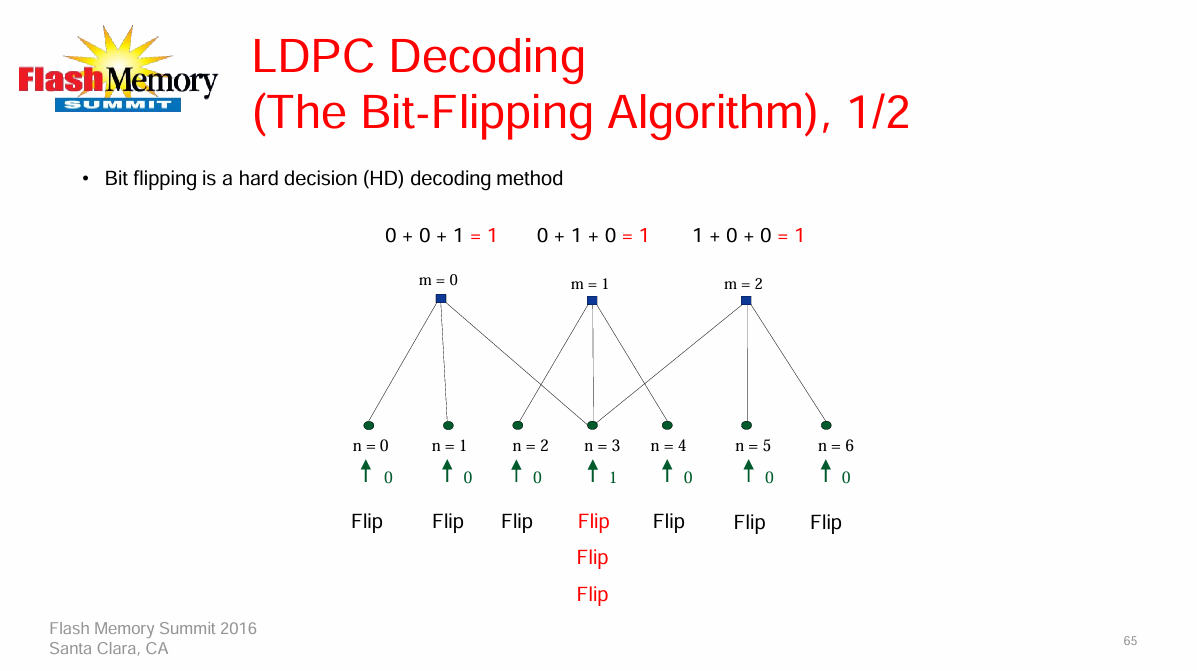 Flash Memory
SUMMIT
LDPC Decoding
(The Bit-Flipping Algorithm), 1/2
• Bit flipping is a hard decision (HD) decoding method
0 + 0 + 1 = 1 0 + 1 + 0 = 1 1 + 0 + 0 = 1
m = 0 m = 1 m = 2
n = 0 n = 1 n = 2 n = 3 n = 4 n = 5 n = 6
0 0 0 1 0 0 0
Flip Flip Flip Flip Flip Flip Flip
Flip
Flip
Flash Memory Summit 2016
Santa Clara, CA
65